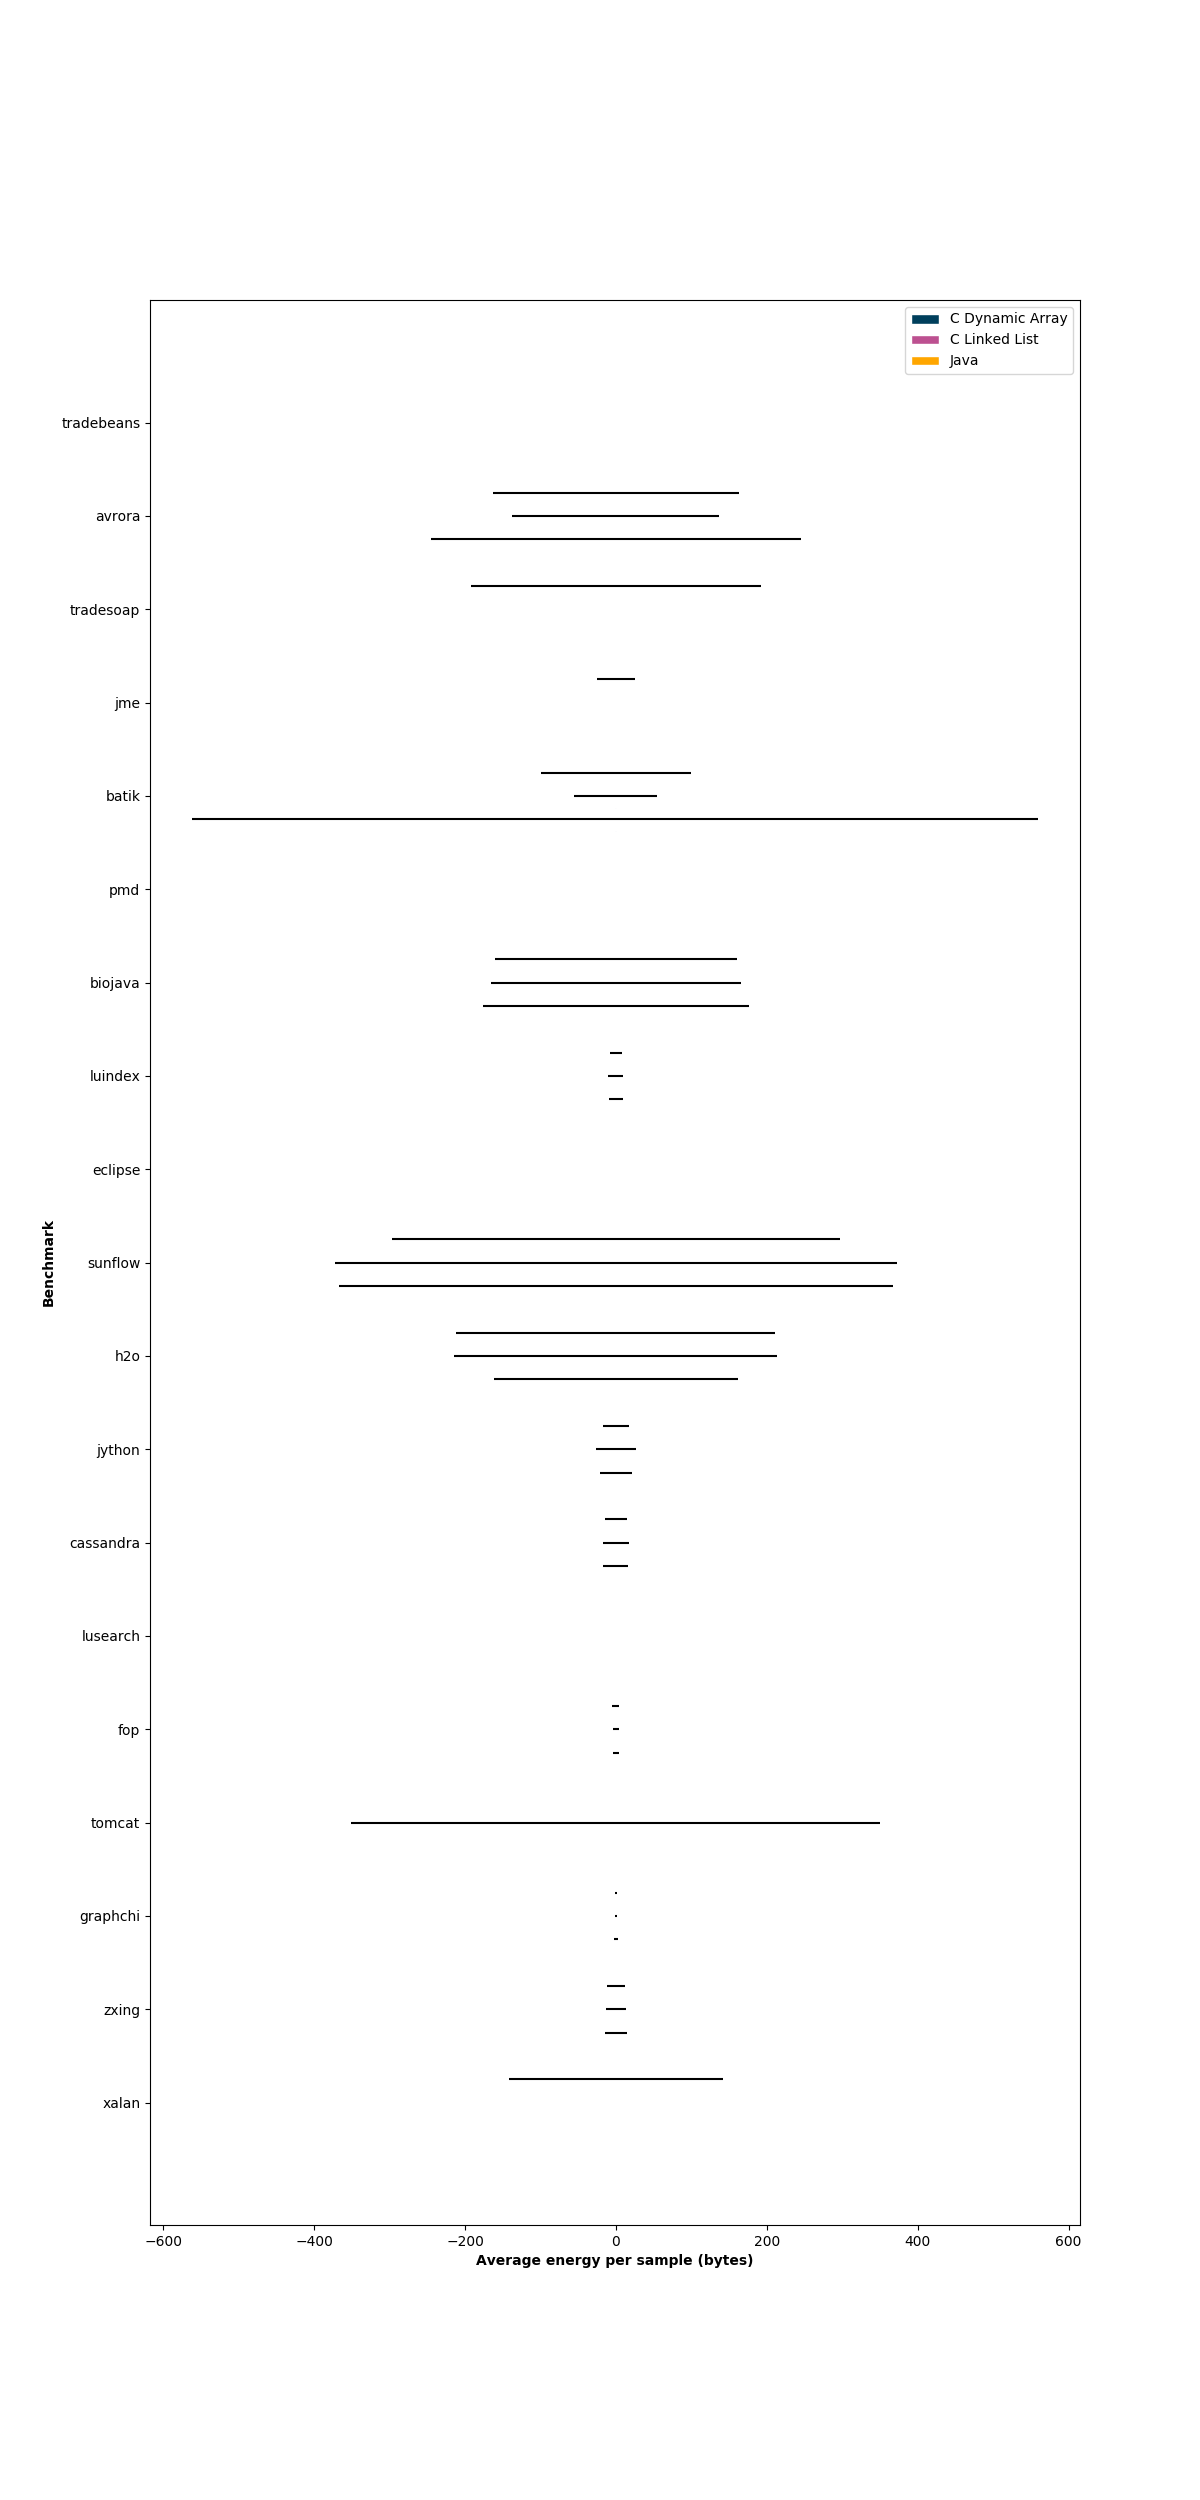 C Dynamic Array
C Linked List
Java
tradebeans
avrora
tradesoap
jme
batik
pmd
biojava
luindex
eclipse
sunflow
h2o
jython
cassandra
lusearch
fop
tomcat
graphchi
zxing
xalan
Benchmark
−600 −400 −200 0 200 400 600
Average energy per sample (bytes)